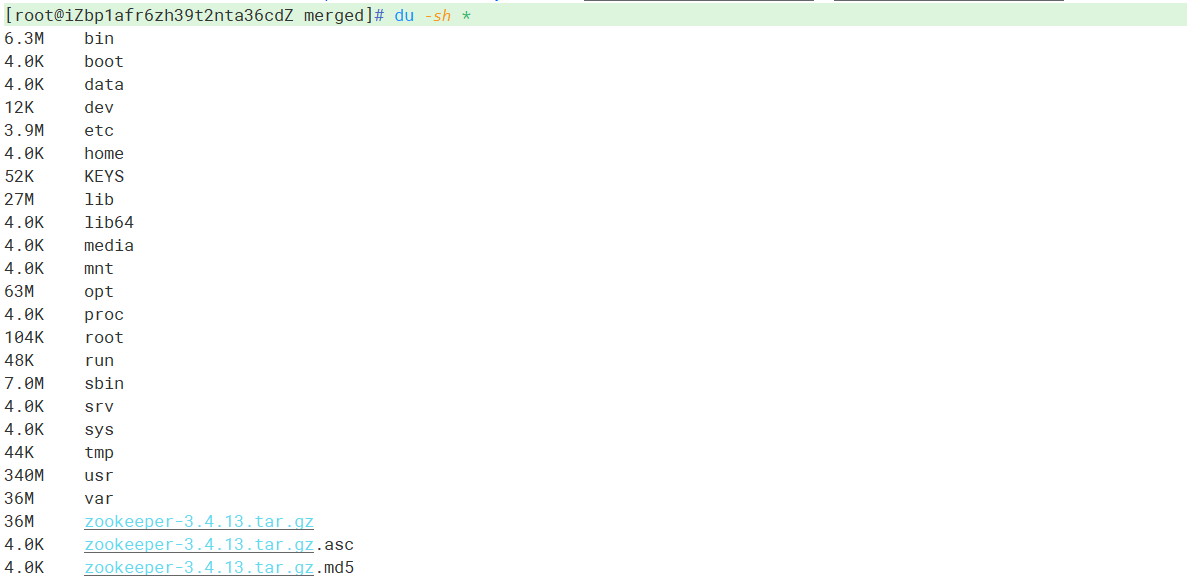 [root@iZbp1afr6zh39t2nta36cdZ merged]# du -sh *
6.3M bin
4.0K boot
4.0K data
12K dev
3.9M etc
4.0K home
52K KEYS
27M lib
4.0K lib64
4.0K media
4.0K mnt
63M opt
4.0K proc
104K root
48K run
7.0M sbin
4.0K srv
4.0K sys
44K tmp
340M usr
36M var
36M zookeeper-3.4.13.tar.gz
4.0K zookeeper-3.4.13.tar.gz.asc
4.0K zookeeper-3.4.13.tar.gz.md5